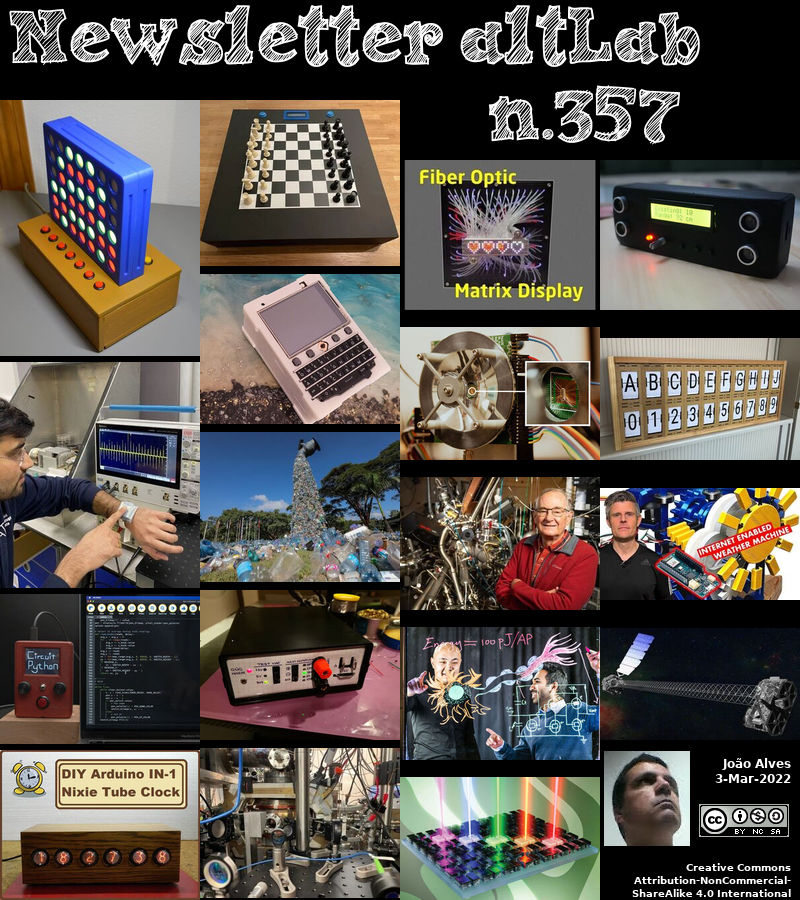 Newsletter altLab
n.357
Fiber Optic
Matrix Display
A B C D E F G H I J
0 1 2 3 4 5 6 7 8 9
INTERNET ENABLED
WEATHER MACHINE
Circuit
Python
Energy = 100 pJ/AP
DIY Arduino IN-1
Nixie Tube Clock
João Alves
3-Mar-2022
cc
BY NC SA
Creative Commons
Attribution-NonCommercial-
ShareAlike 4.0 International